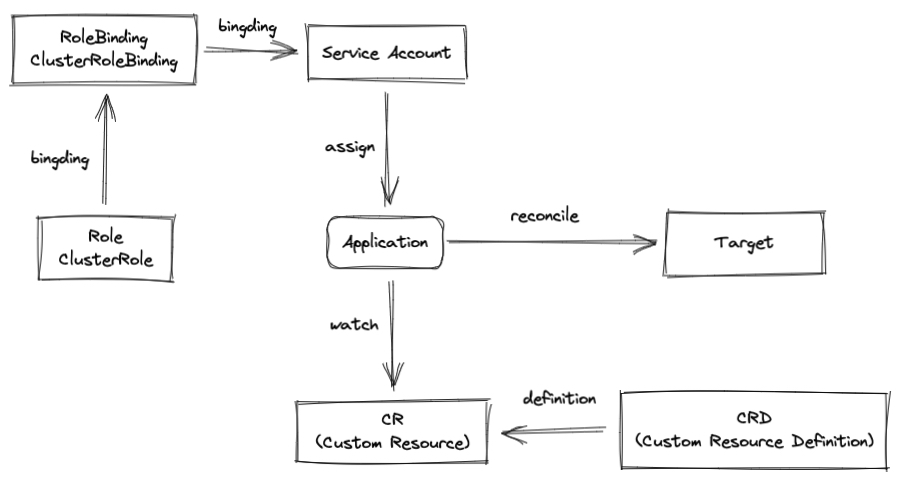 bingding
RoleBinding
ClusterRoleBinding
Service Account
assign
bingding
Role
ClusterRole
Application
reconcile
Target
watch
CR
(Custom Resource)
definition
CRD
(Custom Resource Definition)